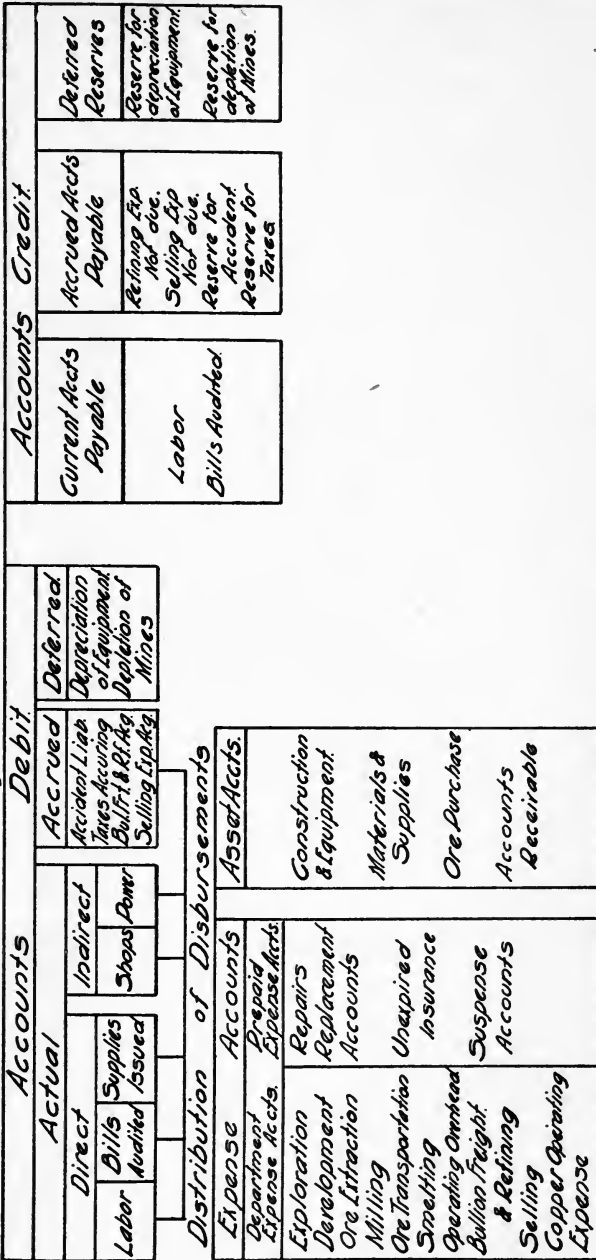 Accounts Debit
Actual
Accrued
Deferred
Direct
Indirect
Labor
Bills
Audited
Supplies
Issued
Shops
Power
Accident Liab.
Taxes Accuring
Bul. Frt. & Rf. Acg.
Selling Exp. Acg.
Depreciation
of Equipment
Depletion of
Mines
Distribution of Disbursements
Expense Accounts
Department
Expense Accts.
Prepaid
Expense Accts.
Asset Accts.
Exploration
Development
Ore Extraction
Milling
Ore Transportation
Smelting
Operating Overhead
Bullion Freight
& Refining
Selling
Copper Operating
Expense
Repairs
Replacement
Accounts
Unexpired
Insurance
Suspense
Accounts
Construction
& Equipment
Materials &
Supplies
Ore Purchase
Accounts
Receivable
Accounts Credit
Current Accts
Payable
Accrued Accts
Payable
Deferred
Reserves
Labor
Bills Audited
Refining Exp.
Not due.
Selling Exp
Not due.
Reserve for
Accident
Reserve for
Taxes
Reserve for
depreciation
of Equipment
Reserve for
depletion
of Mines.